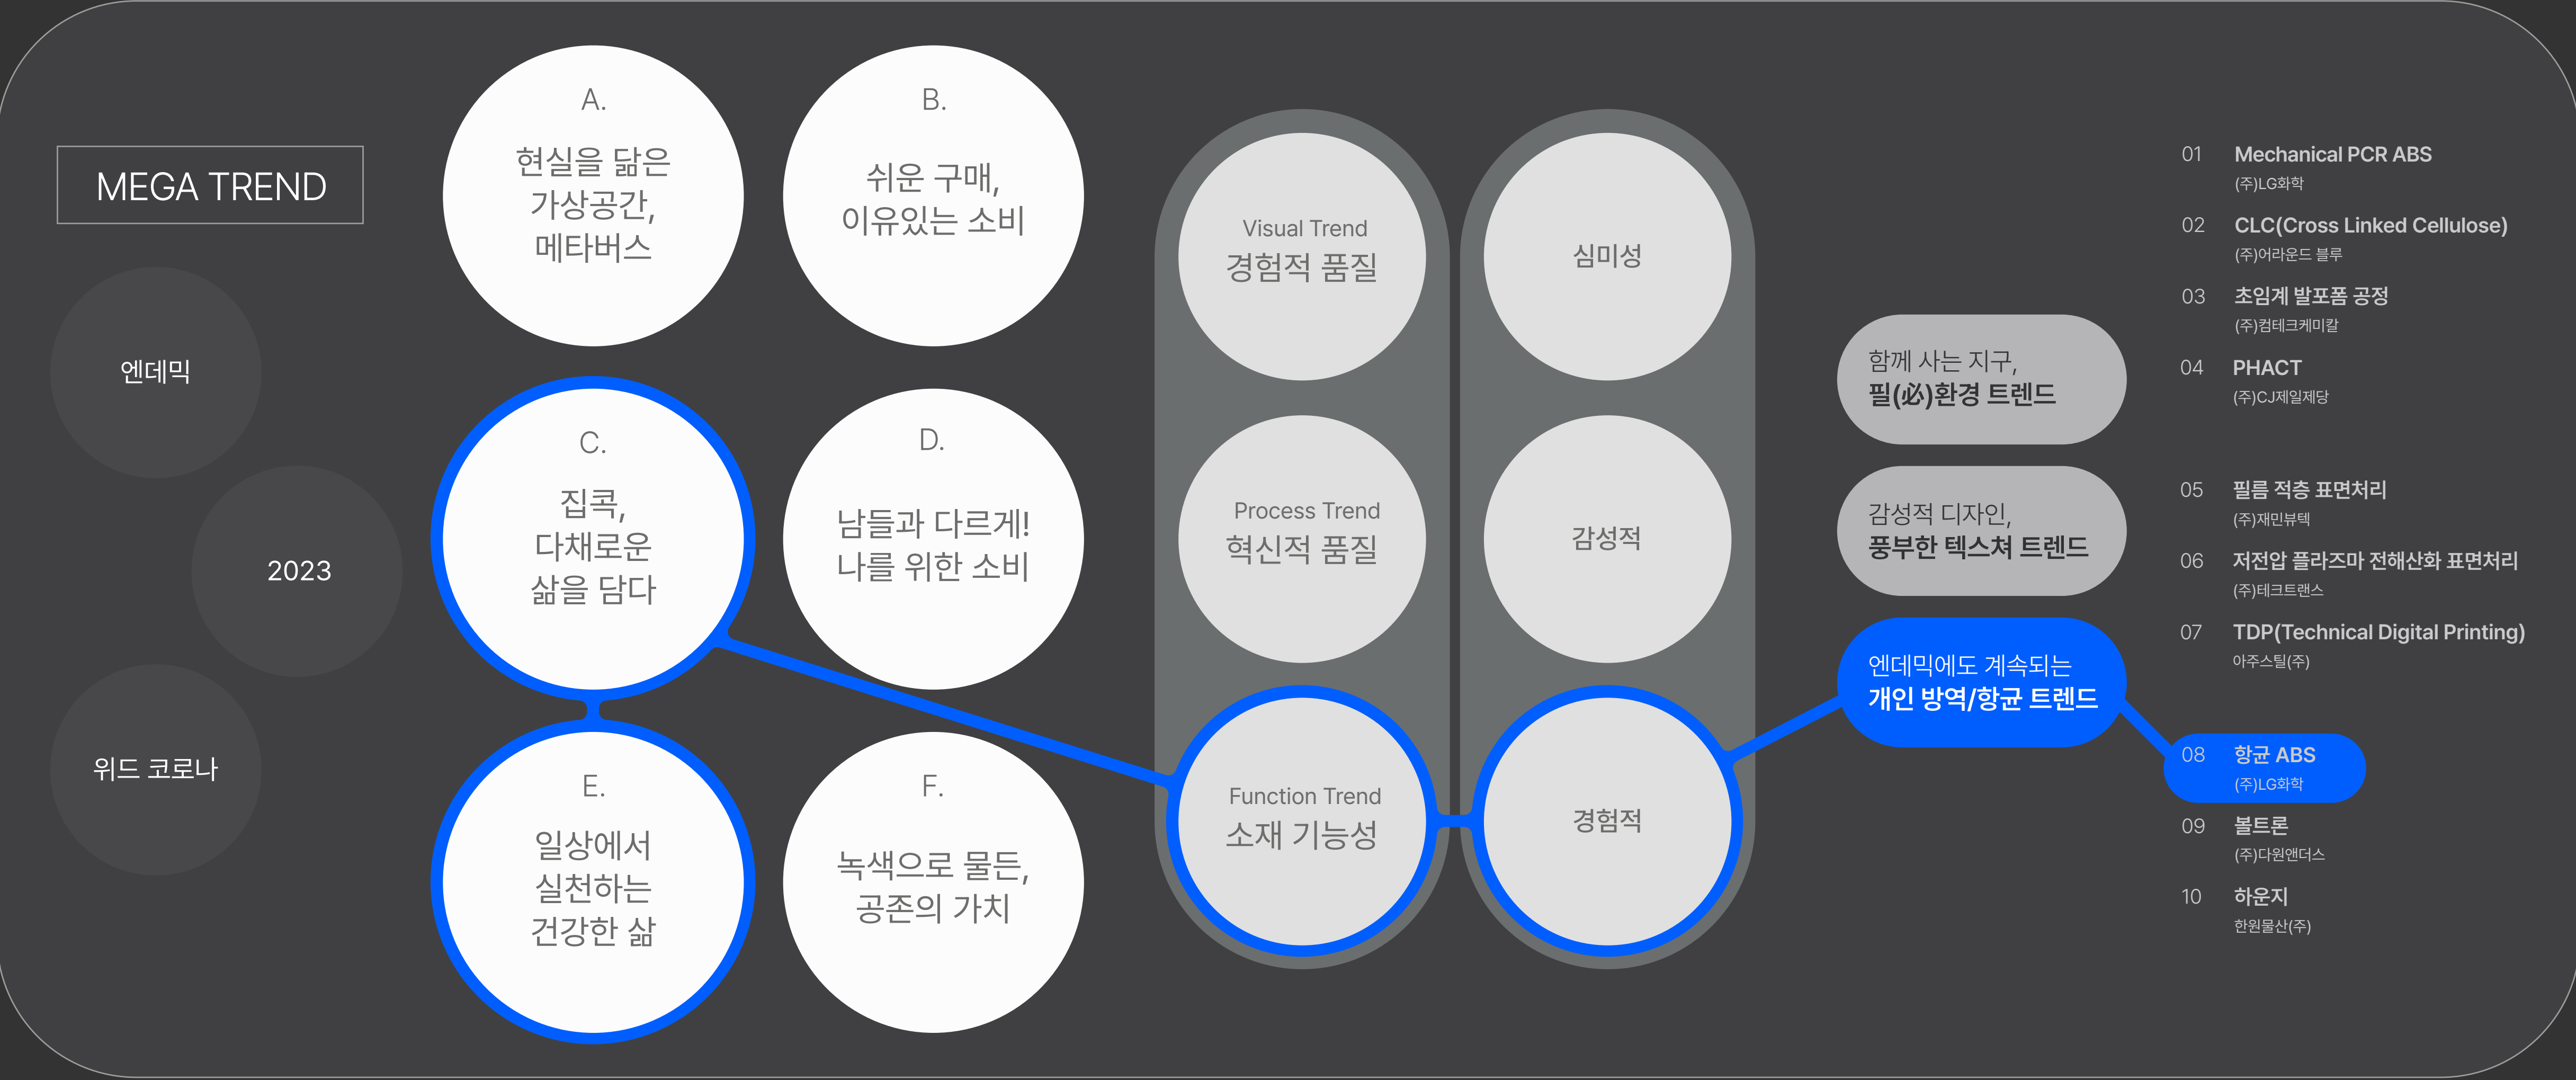 MEGA TREND
엔데믹
2023
위드 코로나
A.
현실을 닮은
가상공간,
메타버스
B.
쉬운 구매,
이유있는 소비
C.
집콕,
다채로운
삶을 담다
D.
남들과 다르게!
나를 위한 소비
E.
일상에서
실천하는
건강한 삶
F.
녹색으로 물든,
공존의 가치
Visual Trend
경험적 품질
Process Trend
혁신적 품질
Function Trend
소재 기능성
심미성
감성적
경험적
함께 사는 지구,
필(必)환경 트렌드
감성적 디자인,
풍부한 텍스쳐 트렌드
엔데믹에도 계속되는
개인 방역/항균 트렌드
01 Mechanical PCR ABS
(주)LG화학
02 CLC(Cross Linked Cellulose)
(주)어라운드 블루
03 초임계 발포폼 공정
(주)컴테크케미칼
04 PHACT
(주)CJ제일제당
05 필름 적층 표면처리
(주)재민뷰텍
06 저전압 플라즈마 전해산화 표면처리
(주)테크트랜스
07 TDP(Technical Digital Printing)
아주스틸(주)
08 항균 ABS
(주)LG화학
09 볼트론
(주)다원앤더스
10 하운지
한원물산(주)